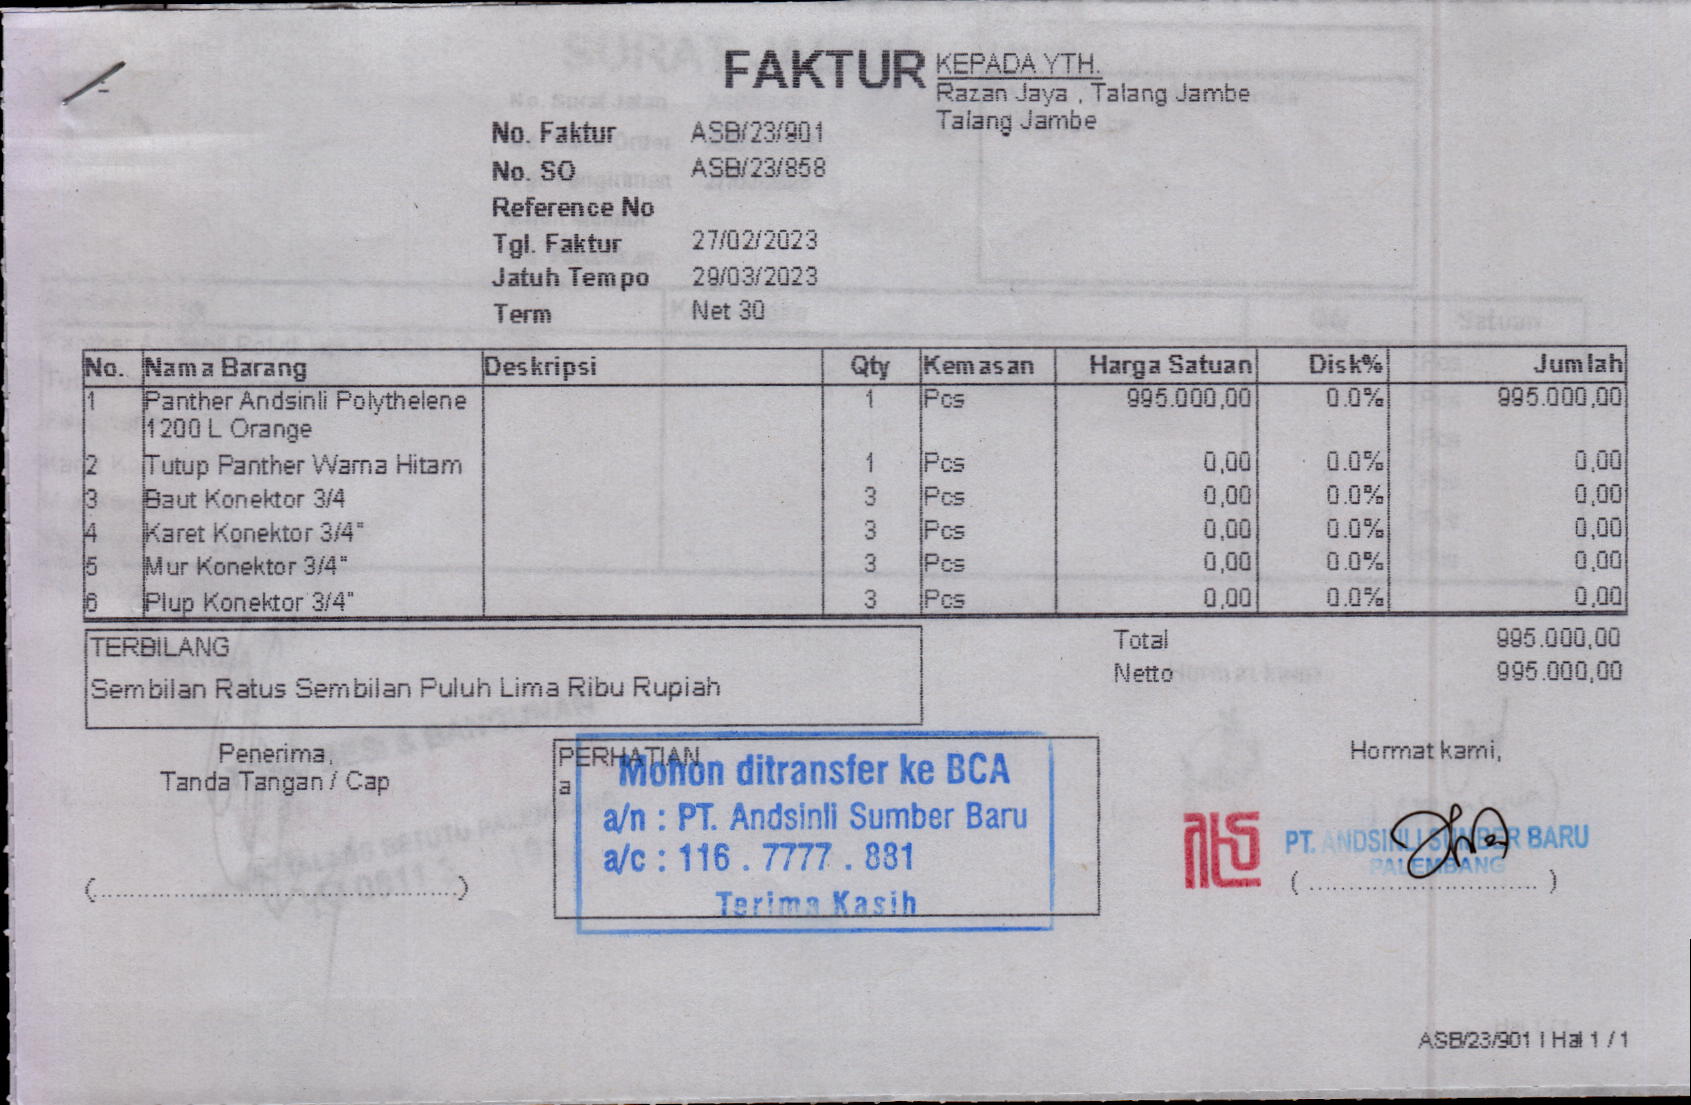 FAKTUR
KEPADA YTH.
Razan Jaya , Talang Jambe
Talang Jambe
No. Faktur ASB/23/901
No. SO ASB/23/858
Reference No
Tgl. Faktur 27/02/2023
Jatuh Tempo 29/03/2023
Term Net 30
No. Nama Barang Deskripsi Qty Kemasan Harga Satuan Disk% Jumlah
1 Panther Andsinli Polythelene 1 Pcs 995.000,00 0.0% 995.000,00
1200 L Orange
2 Tutup Panther Warna Hitam 1 Pcs 0,00 0.0% 0,00
3 Baut Konektor 3/4 3 Pcs 0,00 0.0% 0,00
4 Karet Konektor 3/4" 3 Pcs 0,00 0.0% 0,00
5 Mur Konektor 3/4" 3 Pcs 0,00 0.0% 0,00
6 Plup Konektor 3/4" 3 Pcs 0,00 0.0% 0,00
TERBILANG
Sembilan Ratus Sembilan Puluh Lima Ribu Rupiah
Total 995.000,00
Netto 995.000,00
Penerima,
Tanda Tangan / Cap
(..............................................)
PERHATIAN
a
Mohon ditransfer ke BCA
a/n : PT. Andsinli Sumber Baru
a/c : 116 . 7777 . 881
Terima Kasih
Hormat kami,
PT. ANDSINLI SUMBER BARU
PALEMBANG
( ............................. )
ASB/23/901 | Hal 1 / 1